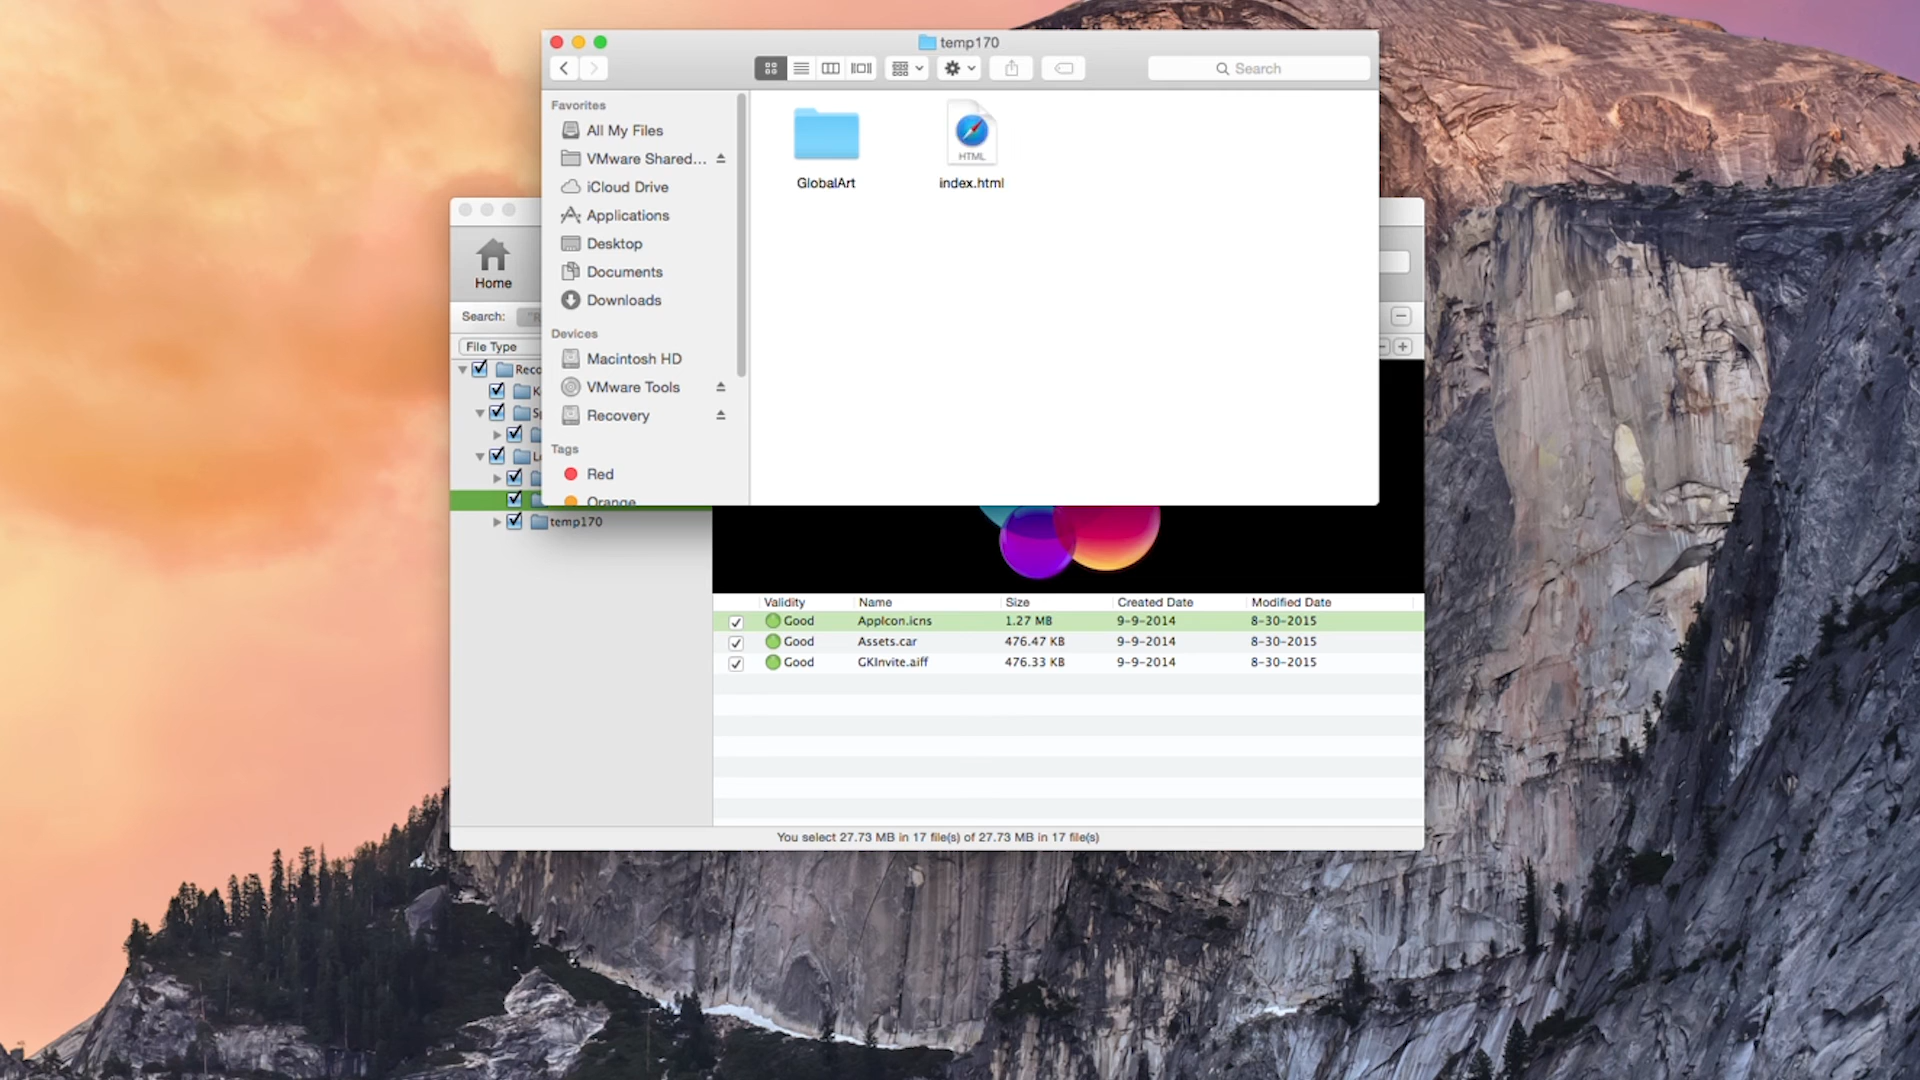 temp170
Search
Favorites
All My Files
VMware Shared...
iCloud Drive
Applications
Desktop
Documents
Downloads
Devices
Macintosh HD
VMware Tools
Recovery
Tags
Red
Orange
GlobalArt
HTML
index.html
Home
Search:
File Type
temp170
Validity Name Size Created Date Modified Date
Good AppIcon.icns 1.27 MB 9-9-2014 8-30-2015
Good Assets.car 476.47 KB 9-9-2014 8-30-2015
Good GKInvite.aiff 476.33 KB 9-9-2014 8-30-2015
You select 27.73 MB in 17 file(s) of 27.73 MB in 17 file(s)